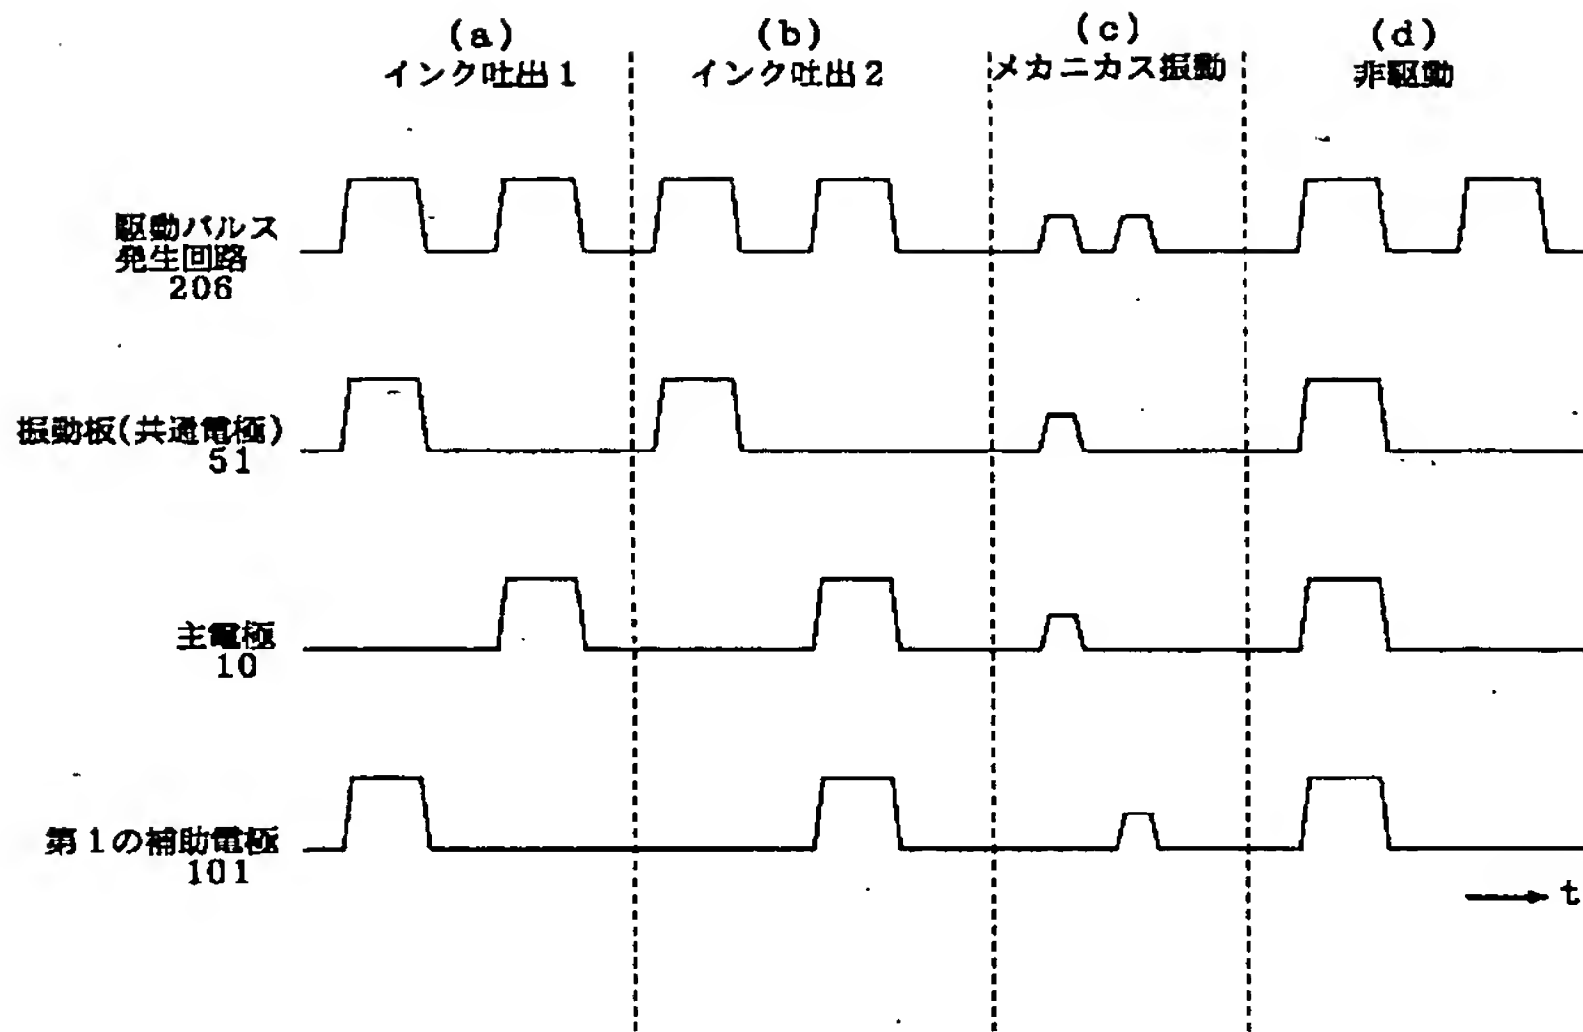 (a)
インク吐出1
(b)
インク吐出2
(c)
メカニカス振動
(d)
非駆動
駆動パルス
発生回路
206
振動板(共通電極)
51
主電極
10
第1の補助電極
101
t